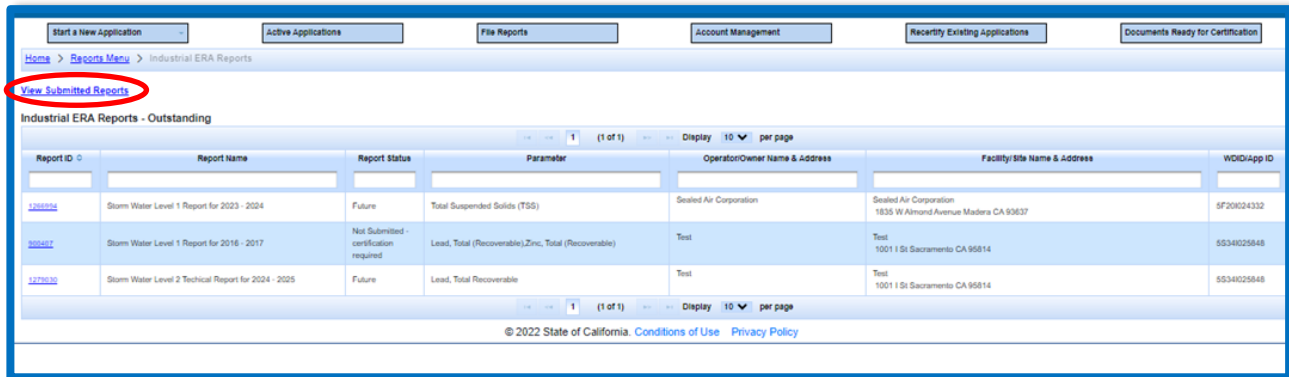 Start a New Application Active Applications File Reports Account Management Recertify Existing Applications Documents Ready for Certification
Home > Reports Menu > Industrial ERA Reports
View Submitted Reports
Industrial ERA Reports - Outstanding
1 (1 of 1) Display 10 per page
Report ID Report Name Report Status Parameter Operator/Owner Name & Address Facility/Site Name & Address WDID/App ID
1266994 Storm Water Level 1 Report for 2023 - 2024 Future Total Suspended Solids (TSS) Sealed Air Corporation Sealed Air Corporation 5F20I024332
1835 W Almond Avenue Madera CA 93637
900407 Storm Water Level 1 Report for 2016 - 2017 Not Submitted - certification required Lead, Total (Recoverable),Zinc, Total (Recoverable) Test Test 5S34I025848
1001 I St Sacramento CA 95814
1279030 Storm Water Level 2 Techical Report for 2024 - 2025 Future Lead, Total Recoverable Test Test 5S34I025848
1001 I St Sacramento CA 95814
1 (1 of 1) Display 10 per page
© 2022 State of California. Conditions of Use Privacy Policy